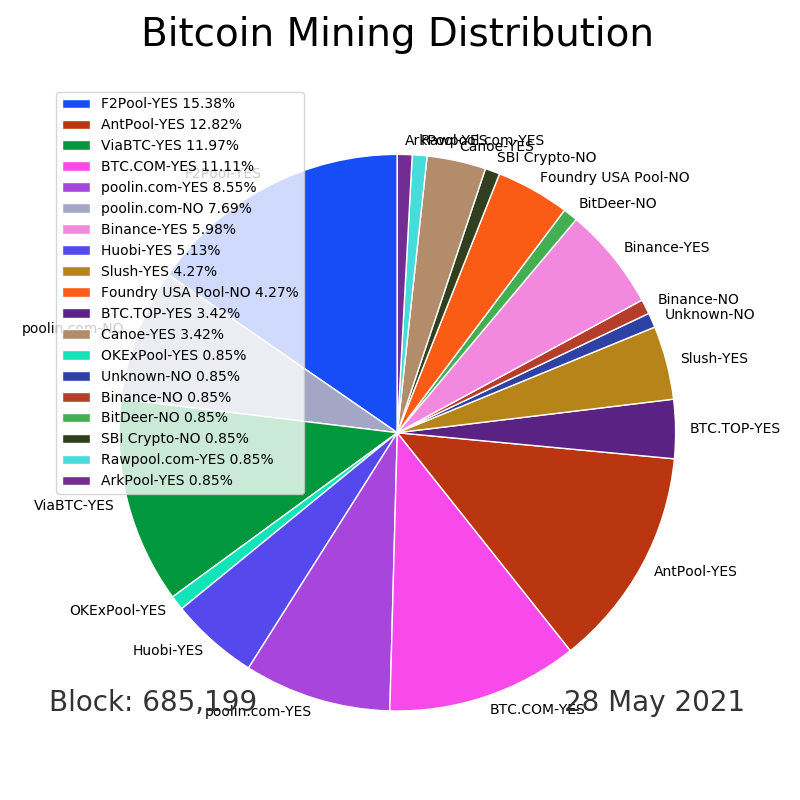 Bitcoin Mining Distribution
F2Pool-YES 15.38%
AntPool-YES 12.82%
ViaBTC-YES 11.97%
BTC.COM-YES 11.11%
poolin.com-YES 8.55%
poolin.com-NO 7.69%
Binance-YES 5.98%
Huobi-YES 5.13%
Slush-YES 4.27%
Foundry USA Pool-NO 4.27%
BTC.TOP-YES 3.42%
Canoe-YES 3.42%
OKExPool-YES 0.85%
Unknown-NO 0.85%
Binance-NO 0.85%
BitDeer-NO 0.85%
SBI Crypto-NO 0.85%
Rawpool.com-YES 0.85%
ArkPool-YES 0.85%
ArkPool-YES
Rawpool.com-YES
Canoe-YES
SBI Crypto-NO
Foundry USA Pool-NO
BitDeer-NO
Binance-YES
Binance-NO
Unknown-NO
Slush-YES
BTC.TOP-YES
AntPool-YES
BTC.COM-YES
poolin.com-YES
Huobi-YES
OKExPool-YES
ViaBTC-YES
poolin.com-NO
F2Pool-YES
Block: 685,199
28 May 2021